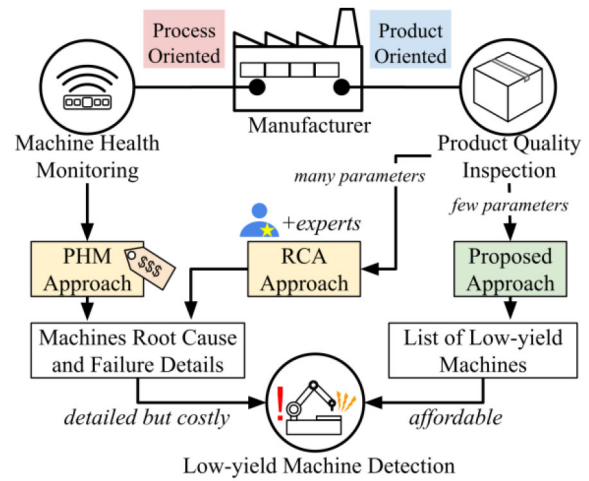 Process
Oriented
Product
Oriented
Manufacturer
Machine Health
Monitoring
Product Quality
Inspection
many parameters
few parameters
+experts
PHM
Approach
$$$
RCA
Approach
Proposed
Approach
Machines Root Cause
and Failure Details
List of Low-yield
Machines
detailed but costly
!
affordable
Low-yield Machine Detection